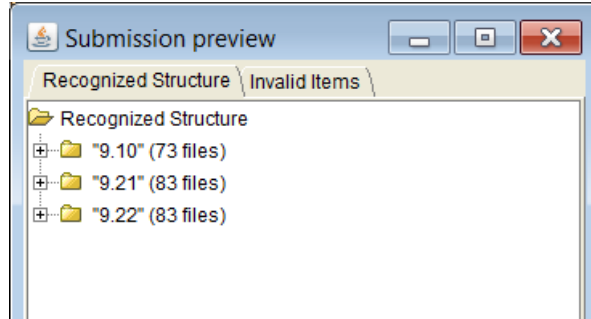 Submission preview
Recognized Structure Invalid Items
Recognized Structure
"9.10" (73 files)
"9.21" (83 files)
"9.22" (83 files)